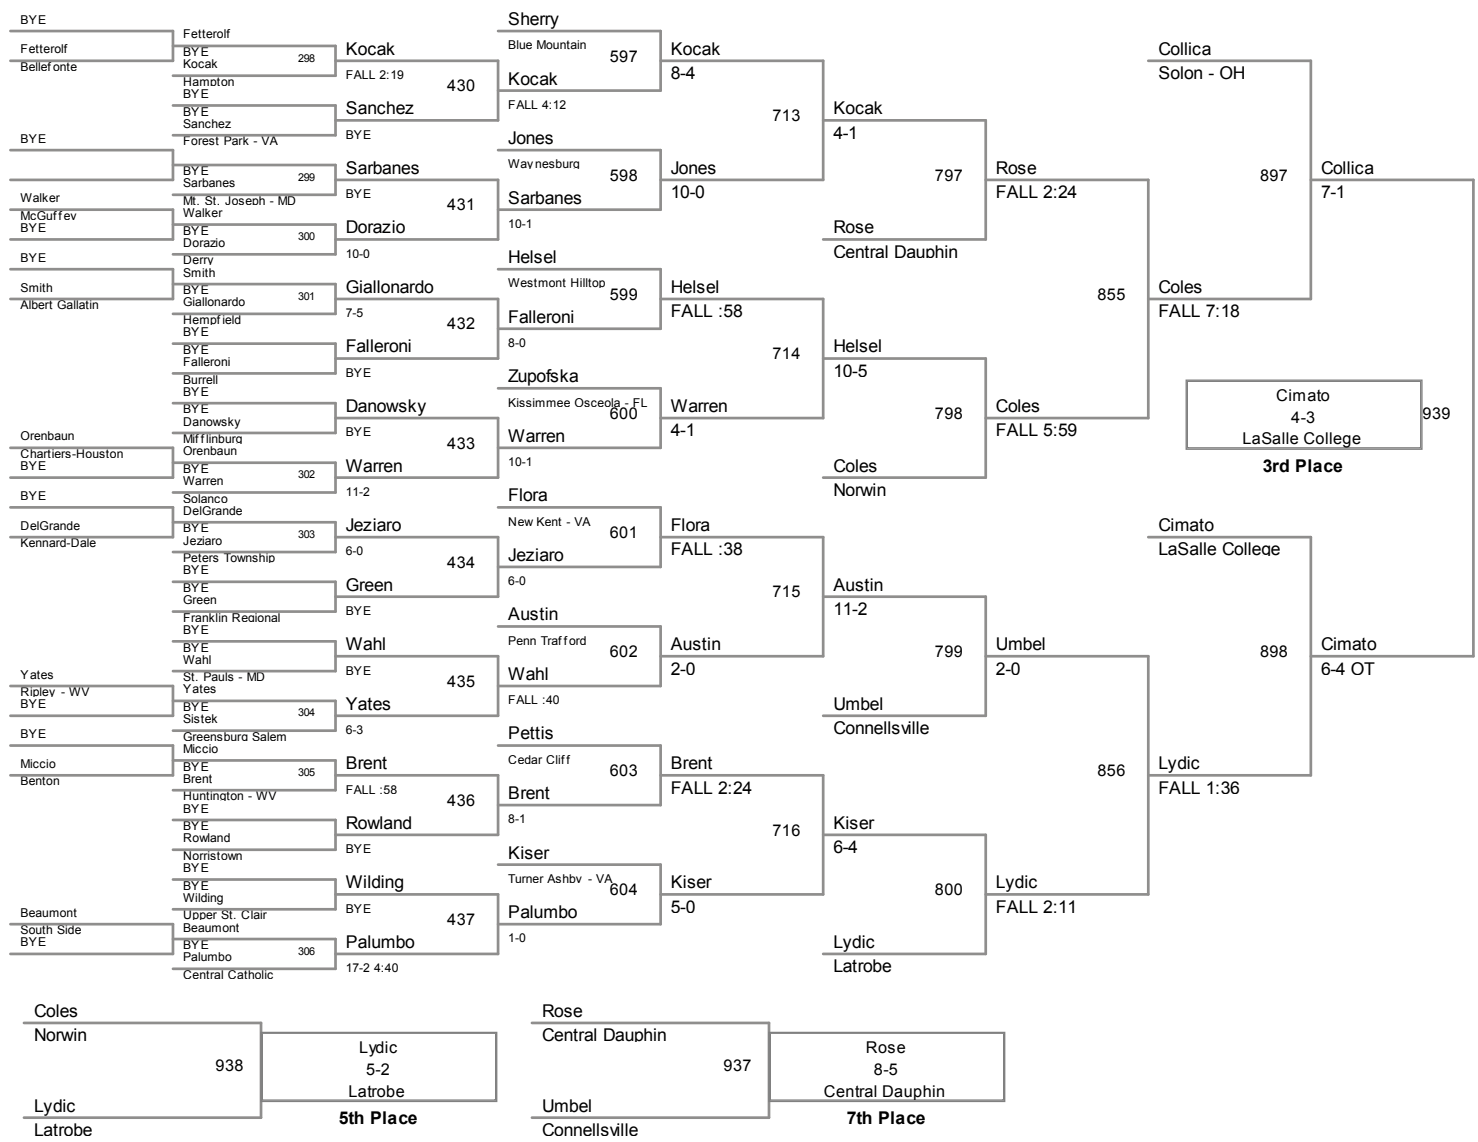 BYE
Fetterolf
Bellefonte
BYE
Walker
McGuffey
BYE
BYE
Smith
Albert Gallatin
Orenbaun
Chartiers-Houston
BYE
BYE
DelGrande
Kennard-Dale
Yates
Ripley - WV
BYE
BYE
Miccio
Benton
Beaumont
South Side
BYE
Fetterolf
BYE
Kocak
298
Hampton
BYE
BYE
Sanchez
Forest Park - VA
BYE
Sarbanes
299
Mt. St. Joseph - MD
Walker
BYE
Dorazio
300
Derry
Smith
BYE
Giallonardo
301
Hempfield
BYE
BYE
Falleroni
Burrell
BYE
BYE
Danowsky
Mifflinburg
Orenbaun
BYE
Warren
302
Solanco
DelGrande
BYE
Jeziaro
303
Peters Township
BYE
BYE
Green
Franklin Regional
BYE
BYE
Wahl
St. Pauls - MD
Yates
BYE
Sistek
304
Greensburg Salem
Miccio
BYE
Brent
305
Huntington - WV
BYE
BYE
Rowland
Norristown
BYE
BYE
Wilding
Upper St. Clair
Beaumont
BYE
Palumbo
306
Central Catholic
Kocak
FALL 2:19
430
Sanchez
BYE
Sarbanes
BYE
431
Dorazio
10-0
Giallonardo
7-5
432
Falleroni
BYE
Danowsky
BYE
433
Warren
11-2
Jeziaro
6-0
434
Green
BYE
Wahl
BYE
435
Yates
6-3
Brent
FALL :58
436
Rowland
BYE
Wilding
BYE
437
Palumbo
17-2 4:40
Sherry
Blue Mountain
597
Kocak
FALL 4:12
Jones
Waynesburg
598
Sarbanes
10-1
Helsel
Westmont Hilltop
599
Falleroni
8-0
Zupofska
Kissimmee Osceola - FL
600
Warren
10-1
Flora
New Kent - VA
601
Jeziaro
6-0
Austin
Penn Trafford
602
Wahl
FALL :40
Pettis
Cedar Cliff
603
Brent
8-1
Kiser
Turner Ashby - VA
604
Palumbo
1-0
Kocak
8-4
713
Jones
10-0
Helsel
FALL :58
714
Warren
4-1
Flora
FALL :38
715
Austin
2-0
Brent
FALL 2:24
716
Kiser
5-0
Kocak
4-1
797
Rose
Central Dauphin
Helsel
10-5
798
Coles
Norwin
Austin
11-2
799
Umbel
Connellsville
Kiser
6-4
800
Lydic
Latrobe
Rose
FALL 2:24
855
Coles
FALL 5:59
Umbel
2-0
856
Lydic
FALL 2:11
Collica
Solon - OH
897
Coles
FALL 7:18
Cimato
LaSalle College
898
Lydic
FALL 1:36
Collica
7-1
Cimato
4-3
LaSalle College
939
3rd Place
Cimato
6-4 OT
Coles
Norwin
938
Lydic
Latrobe
Lydic
5-2
Latrobe
5th Place
Rose
Central Dauphin
937
Umbel
Connellsville
Rose
8-5
Central Dauphin
7th Place